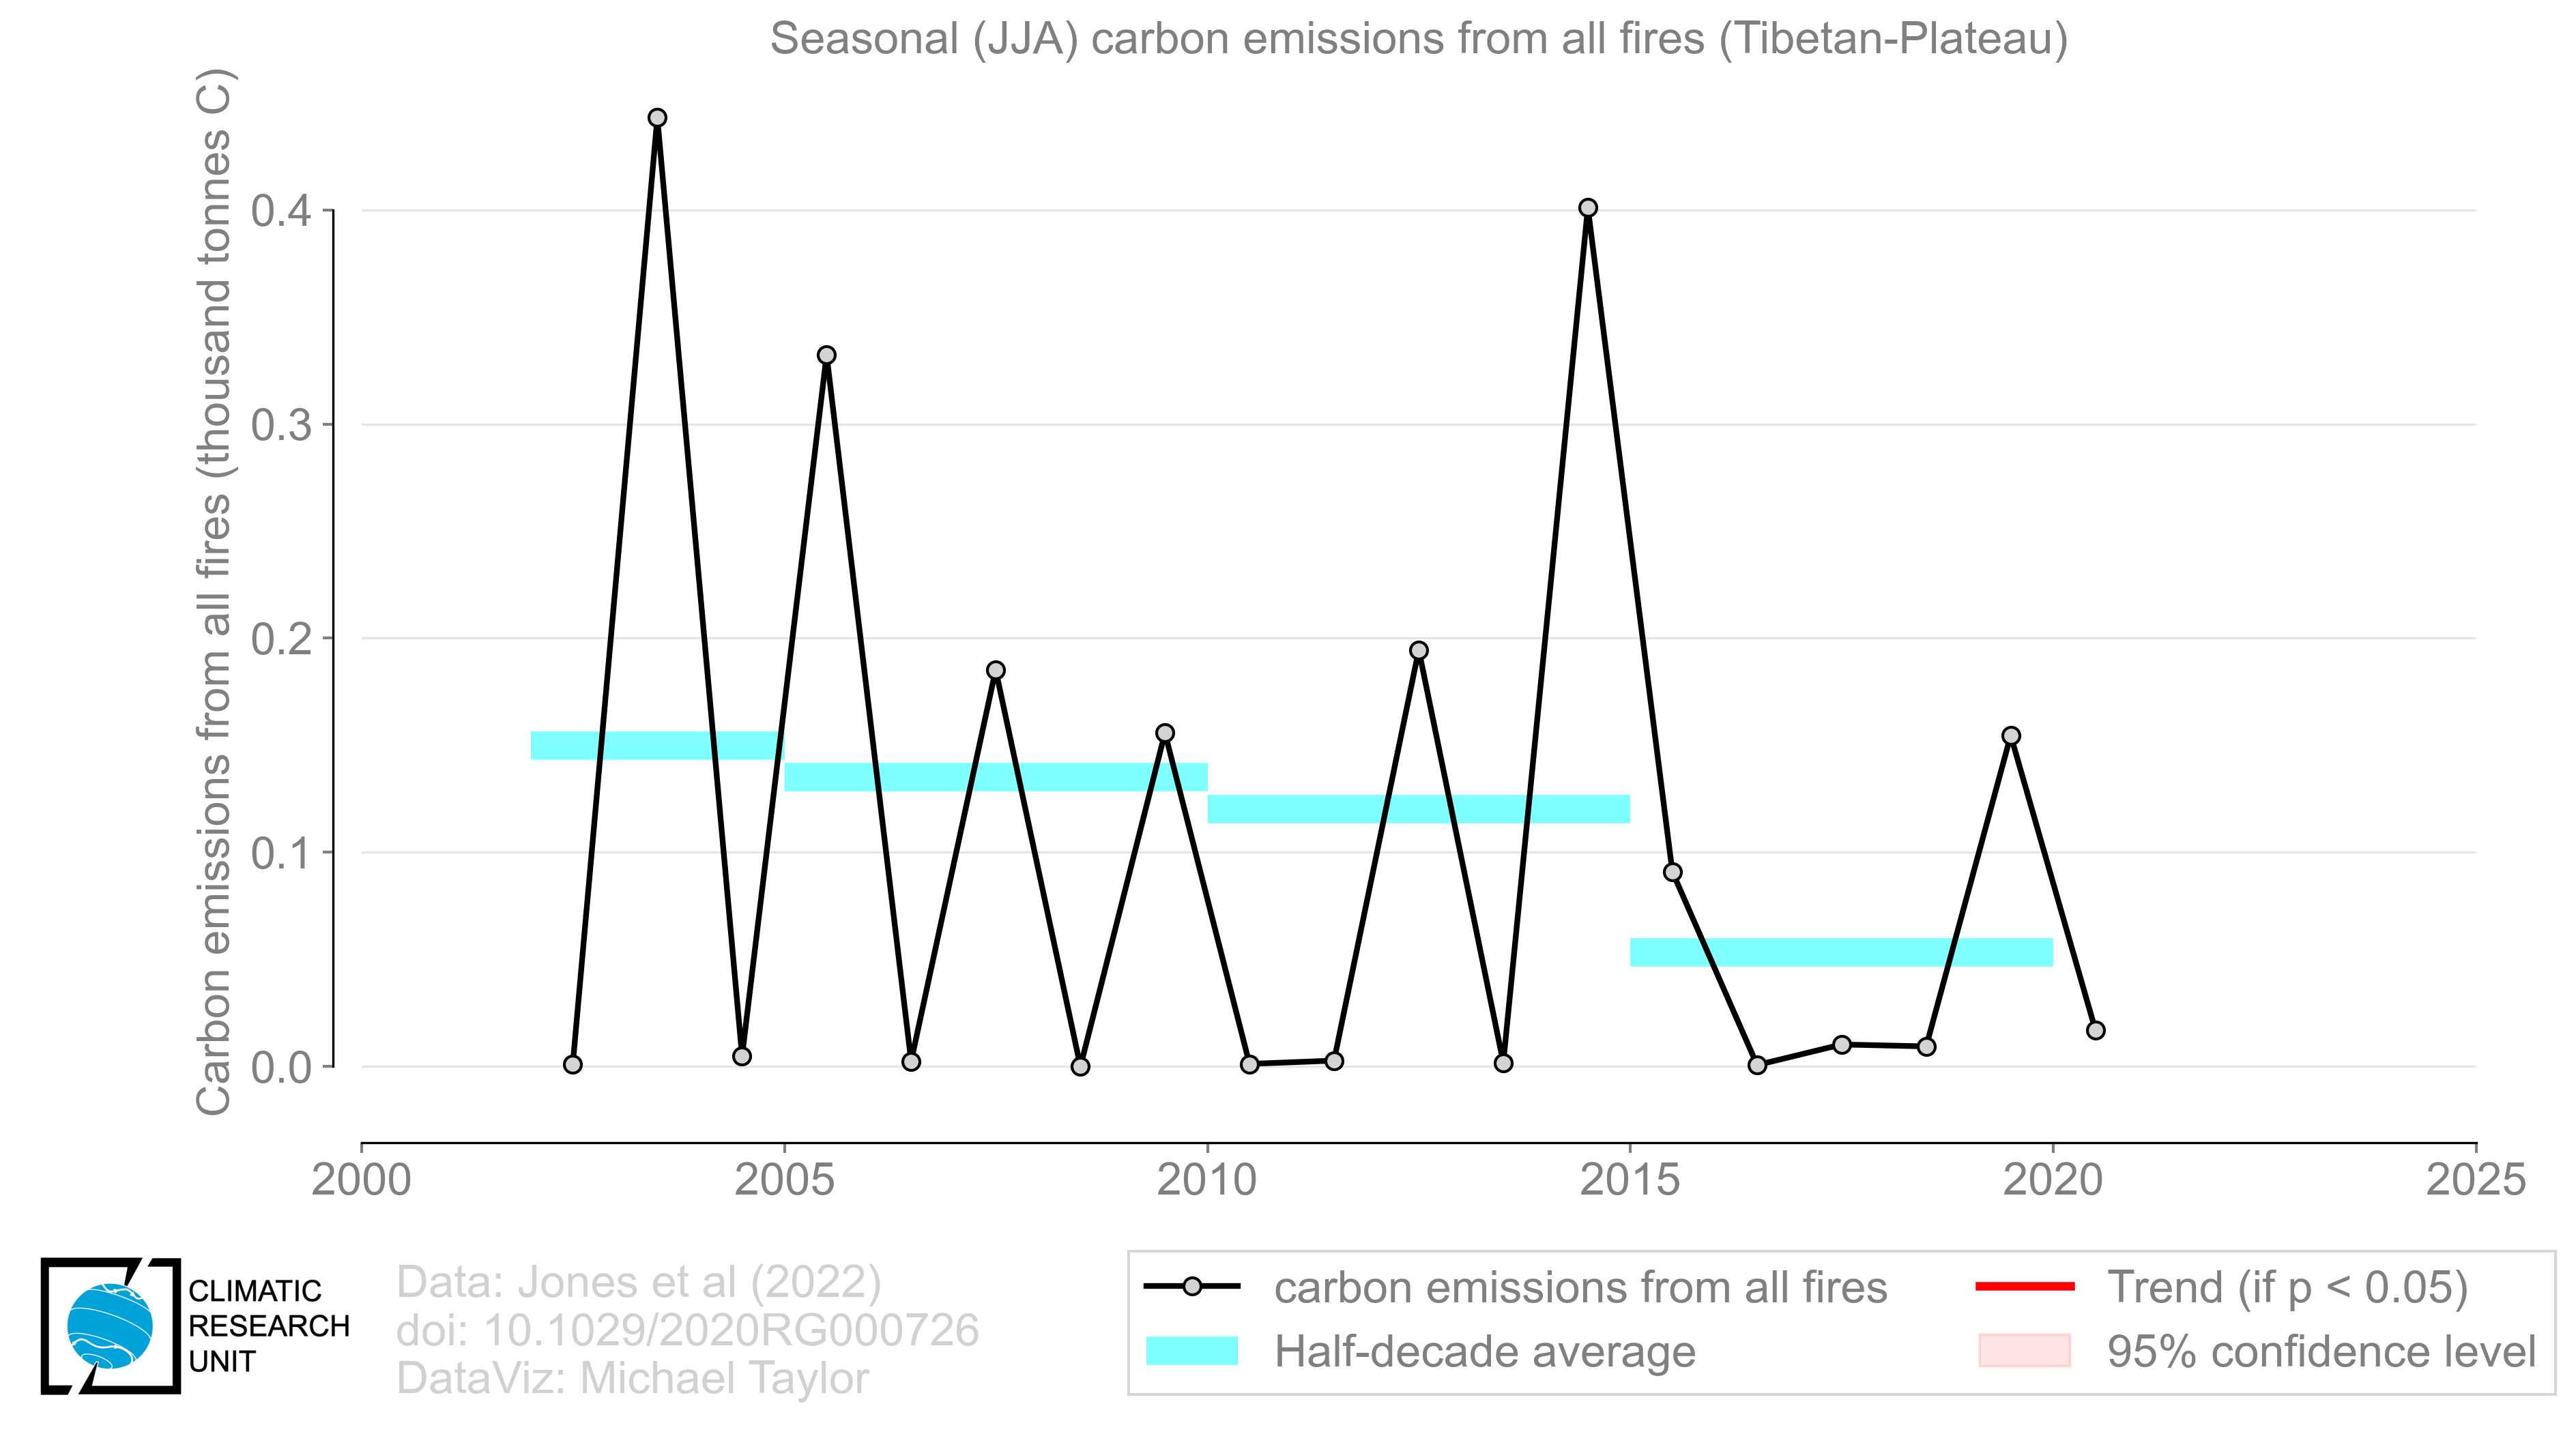 Seasonal (JJA) carbon emissions from all fires (Tibetan-Plateau)
Carbon emissions from all fires (thousand tonnes C)
0.4
0.3
0.2
0.1
0.0
2000
2005
2010
2015
2020
2025
CLIMATIC
RESEARCH
UNIT
Data: Jones et al (2022)
doi: 10.1029/2020RG000726
DataViz: Michael Taylor
carbon emissions from all fires
Half-decade average
Trend (if p < 0.05)
95% confidence level